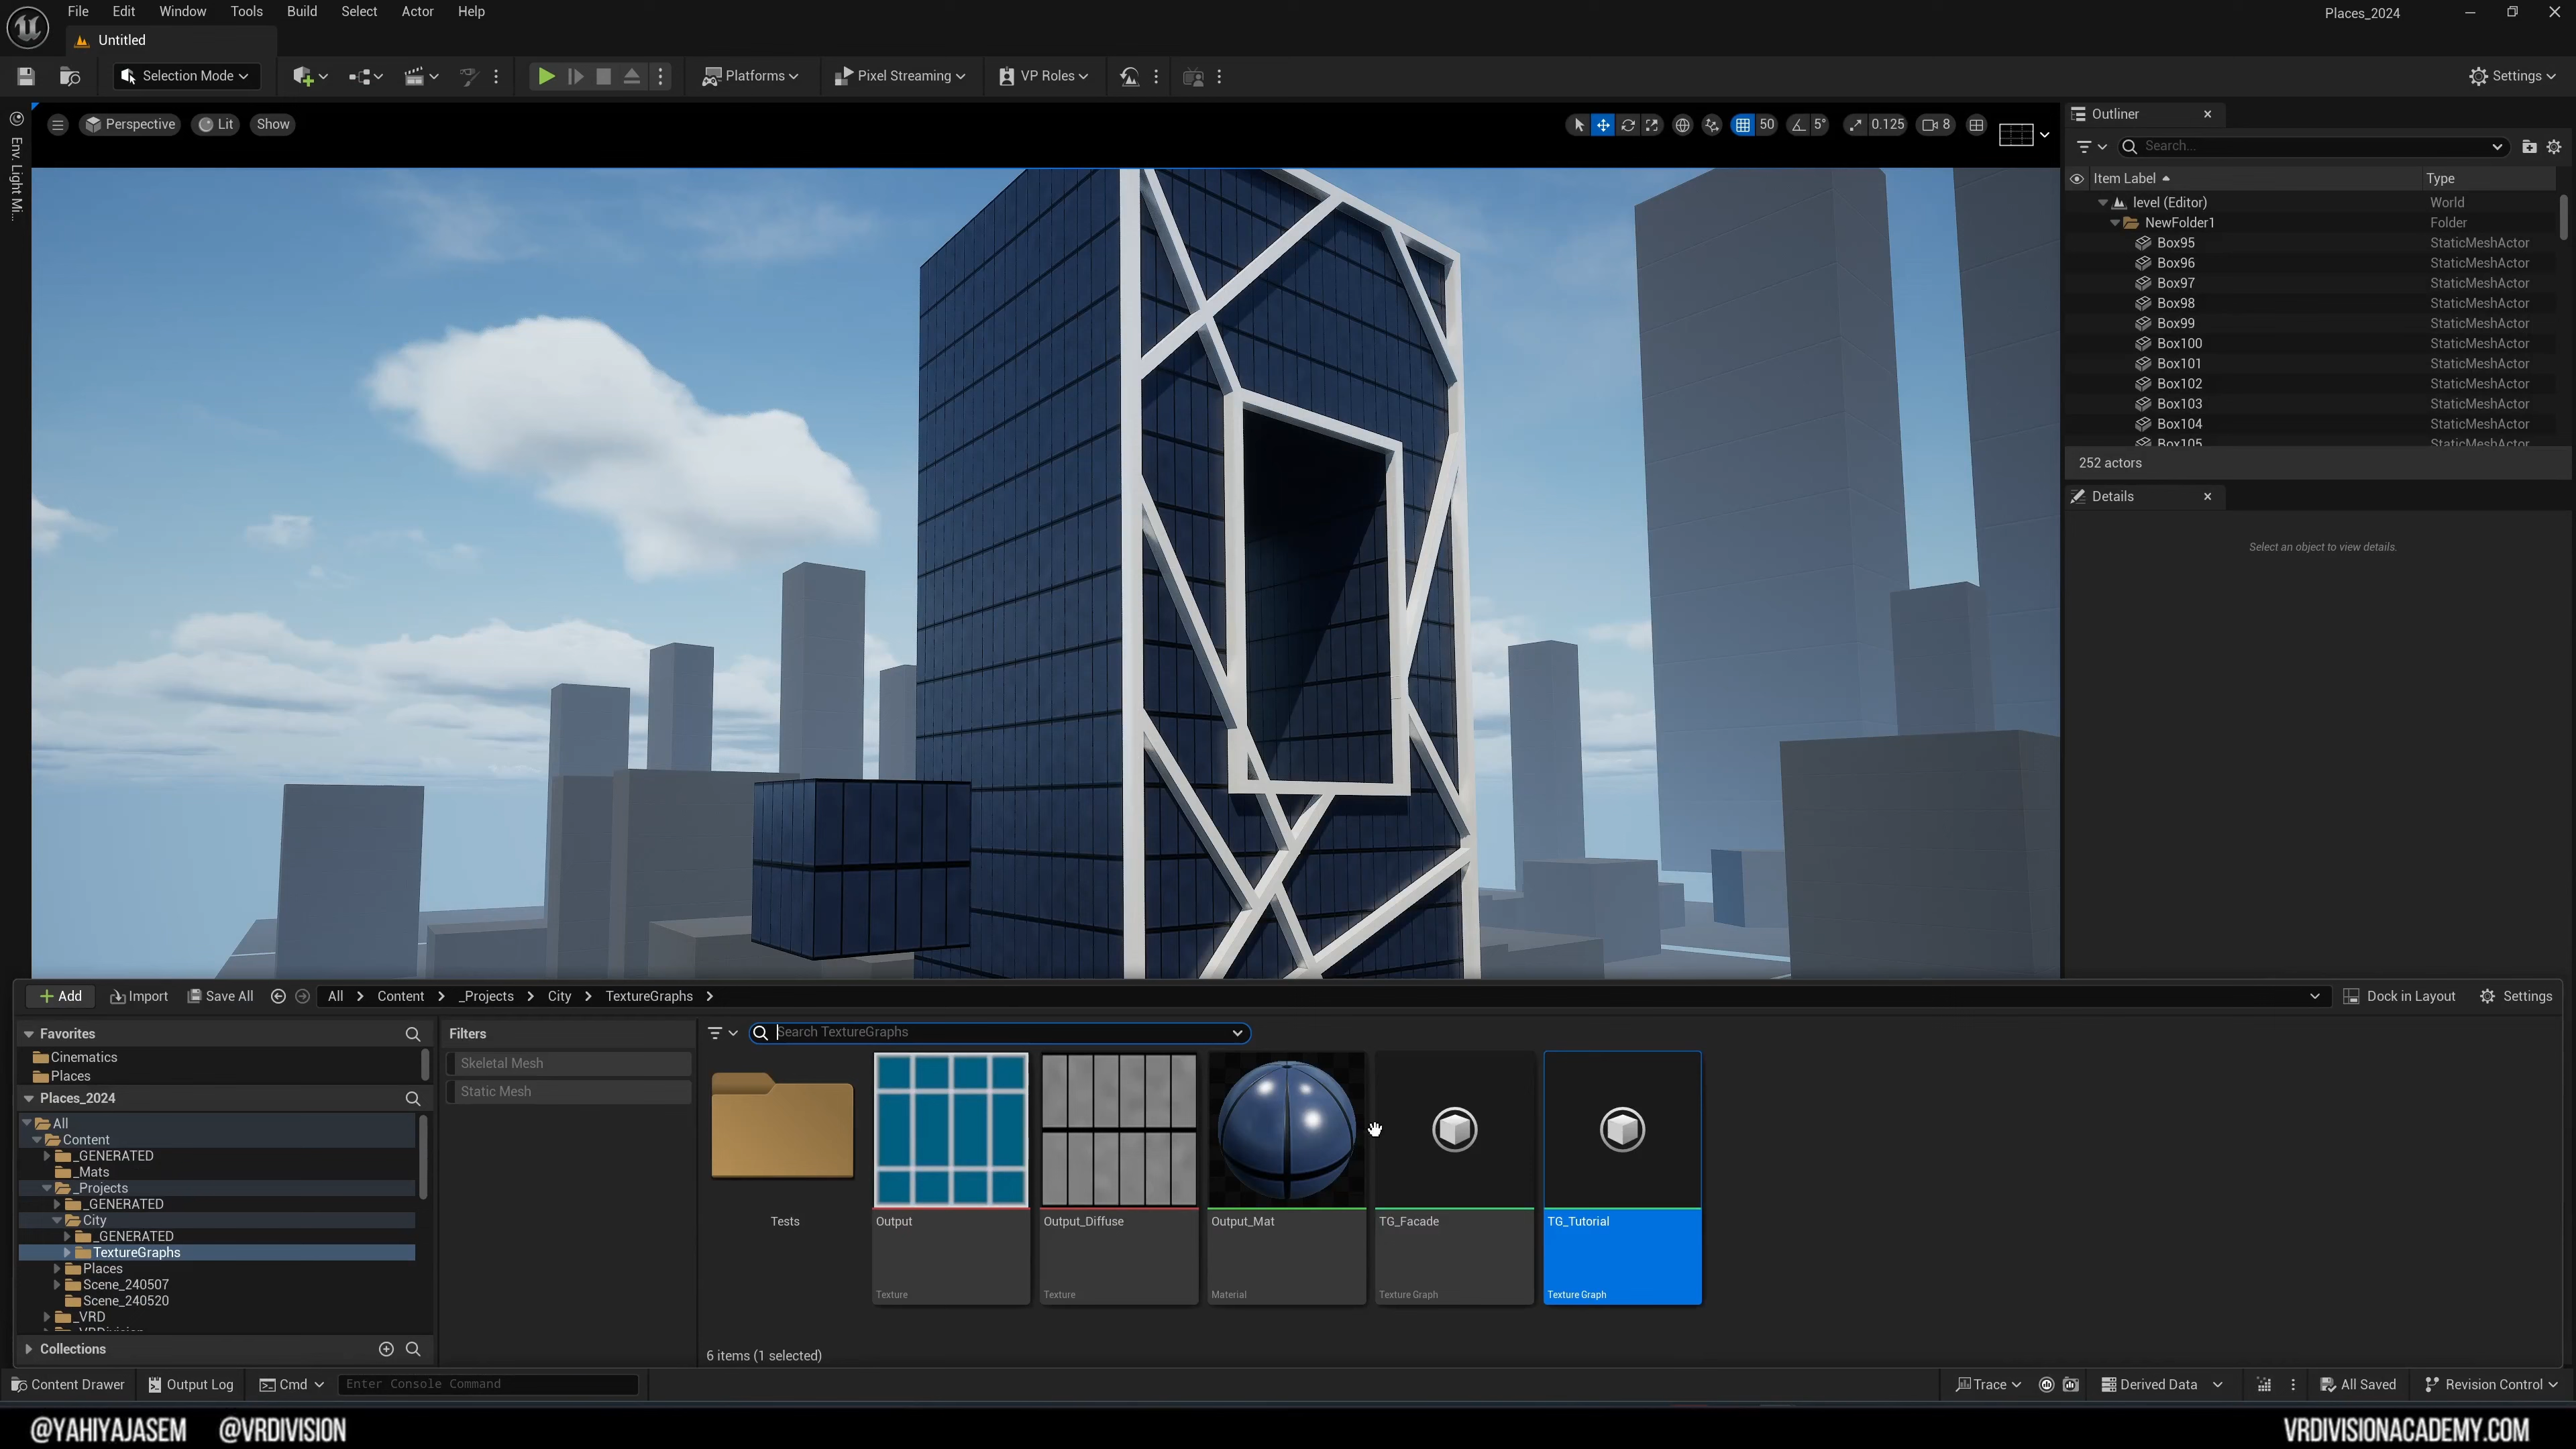 File Edit Window Tools Build Select Actor Help
Places_2024
Untitled
Selection Mode
Platforms
Pixel Streaming
VP Roles
Settings
Env. Light Mi...
Perspective Lit Show
50 5° 0.125 8
Outliner
Search...
Item Label Type
level (Editor) World
NewFolder1 Folder
Box95 StaticMeshActor
Box96 StaticMeshActor
Box97 StaticMeshActor
Box98 StaticMeshActor
Box99 StaticMeshActor
Box100 StaticMeshActor
Box101 StaticMeshActor
Box102 StaticMeshActor
Box103 StaticMeshActor
Box104 StaticMeshActor
Box105 StaticMeshActor
252 actors
Details
Select an object to view details.
Add Import Save All All Content _Projects City TextureGraphs Dock in Layout Settings
Favorites
Cinematics
Places
Places_2024
All
Content
_GENERATED
_Mats
_Projects
_GENERATED
City
_GENERATED
TextureGraphs
Places
Scene_240507
Scene_240520
_VRD
_VRDivision
Collections
Filters
Skeletal Mesh
Static Mesh
Search TextureGraphs
Tests
Output
Texture
Output_Diffuse
Texture
Output_Mat
Material
TG_Facade
Texture Graph
TG_Tutorial
Texture Graph
6 items (1 selected)
Content Drawer Output Log Cmd Enter Console Command Trace Derived Data All Saved Revision Control
@YAHIYAJASEM @VRDIVISION VRDIVISIONACADEMY.COM